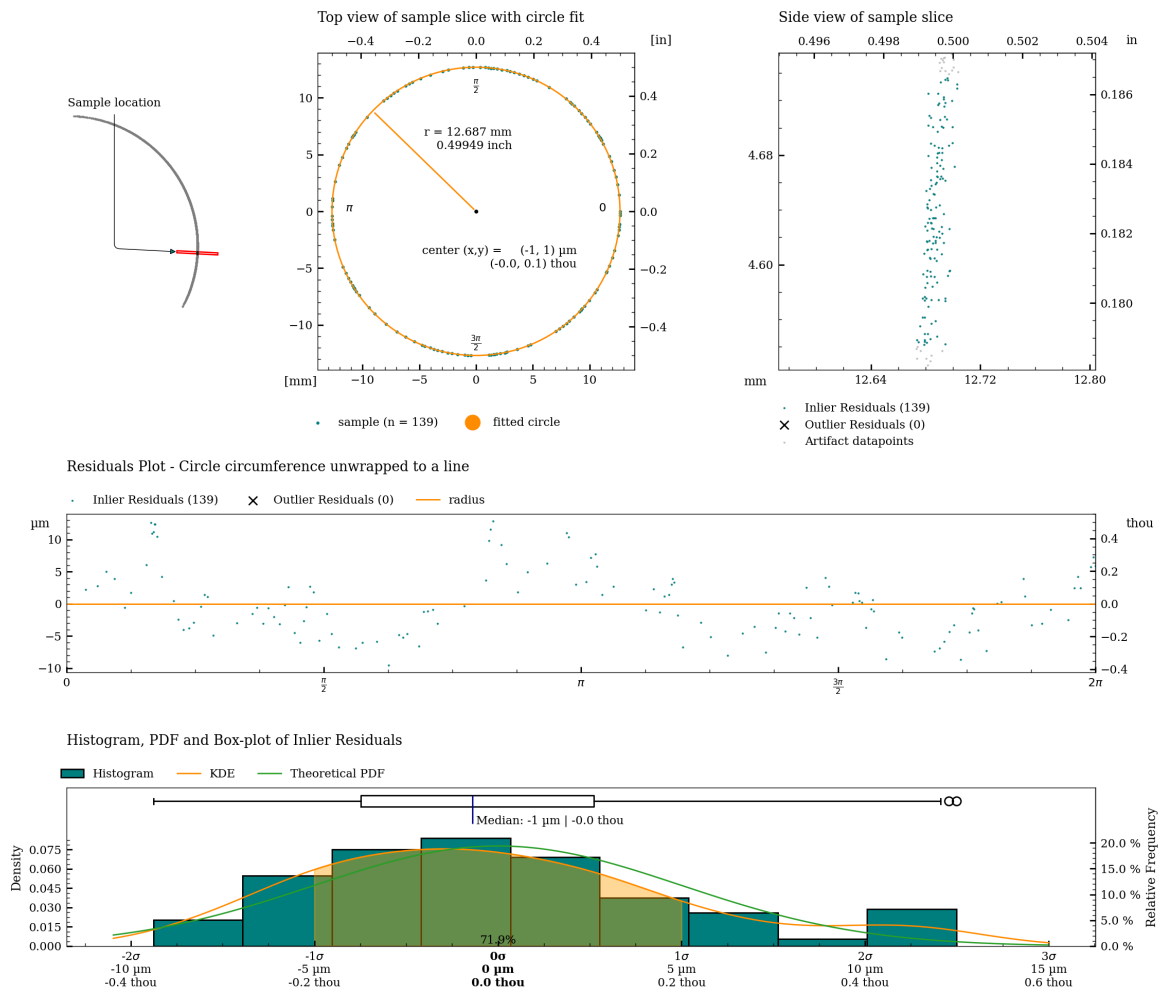 Top view of sample slice with circle fit
Side view of sample slice
−0.4 −0.2 0.0 0.2 0.4 [in]
0.496 0.498 0.500 0.502 0.504 in
Sample location
π/2
r = 12.687 mm
0.49949 inch
π 0
center (x,y) = (-1, 1) µm
(-0.0, 0.1) thou
3π/2
10
5
0
−5
−10
0.4
0.2
0.0
−0.2
−0.4
[mm] −10 −5 0 5 10
4.68
4.60
0.186
0.184
0.182
0.180
mm 12.64 12.72 12.80
sample (n = 139) fitted circle
Inlier Residuals (139)
Outlier Residuals (0)
Artifact datapoints
Residuals Plot - Circle circumference unwrapped to a line
Inlier Residuals (139) Outlier Residuals (0) radius
µm
thou
10
5
0
−5
−10
0.4
0.2
0.0
−0.2
−0.4
0 π/2 π 3π/2 2π
Histogram, PDF and Box-plot of Inlier Residuals
Histogram KDE Theoretical PDF
Median: -1 µm | -0.0 thou
Density
0.075
0.060
0.045
0.030
0.015
0.000
20.0 %
15.0 %
10.0 %
5.0 %
0.0 %
Relative Frequency
71.9%
-2σ -1σ 0σ 1σ 2σ 3σ
-10 µm -5 µm 0 µm 5 µm 10 µm 15 µm
-0.4 thou -0.2 thou 0.0 thou 0.2 thou 0.4 thou 0.6 thou